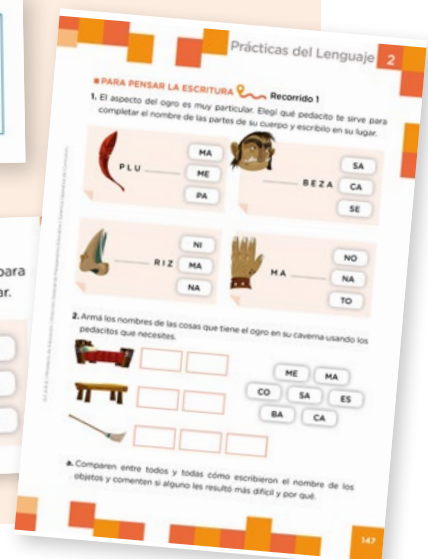 Prácticas del Lenguaje 2
PARA PENSAR LA ESCRITURA Recorrido 1
1. El aspecto del ogro es muy particular. Elegí qué pedacito te sirve para
completar el nombre de las partes de su cuerpo y escribilo en su lugar.
PLU
MA
ME
PA
BEZA
SA
CA
SE
RIZ
NI
MA
NA
MA
NO
NA
TO
2. Armá los nombres de las cosas que tiene el ogro en su caverna usando los
pedacitos que necesites.
ME MA
CO SA ES
BA CA
a. Comparen entre todos y todas cómo escribieron el nombre de los
objetos y comenten si alguno les resultó más difícil y por qué.
147
para
ar.